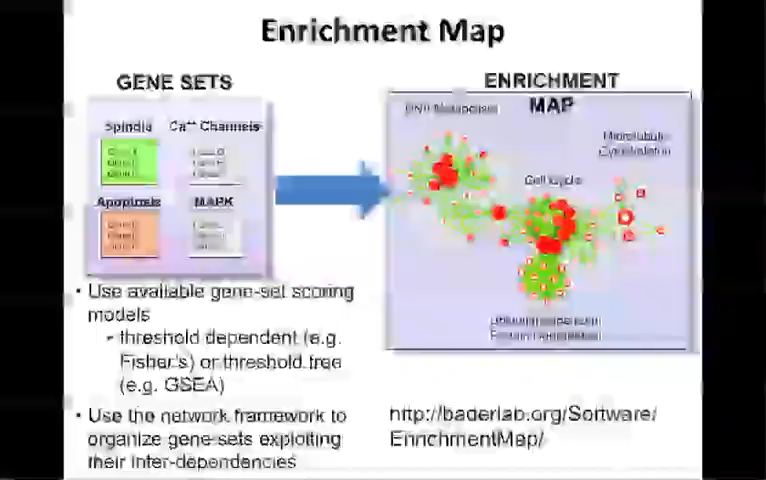 Enrichment Map
GENE SETS
Spindle
Ca++ Channels
Apoptosis
MAPK
ENRICHMENT
MAP
DNA Metabolism
Microtubule
Cytoskeleton
Cell Cycle
• Use available gene-set scoring
models
- threshold dependent (e.g.
Fisher's) or threshold free
(e.g. GSEA)
• Use the network framework to
organize gene-sets exploiting
their inter-dependencies
http://baderlab.org/Software/
EnrichmentMap/